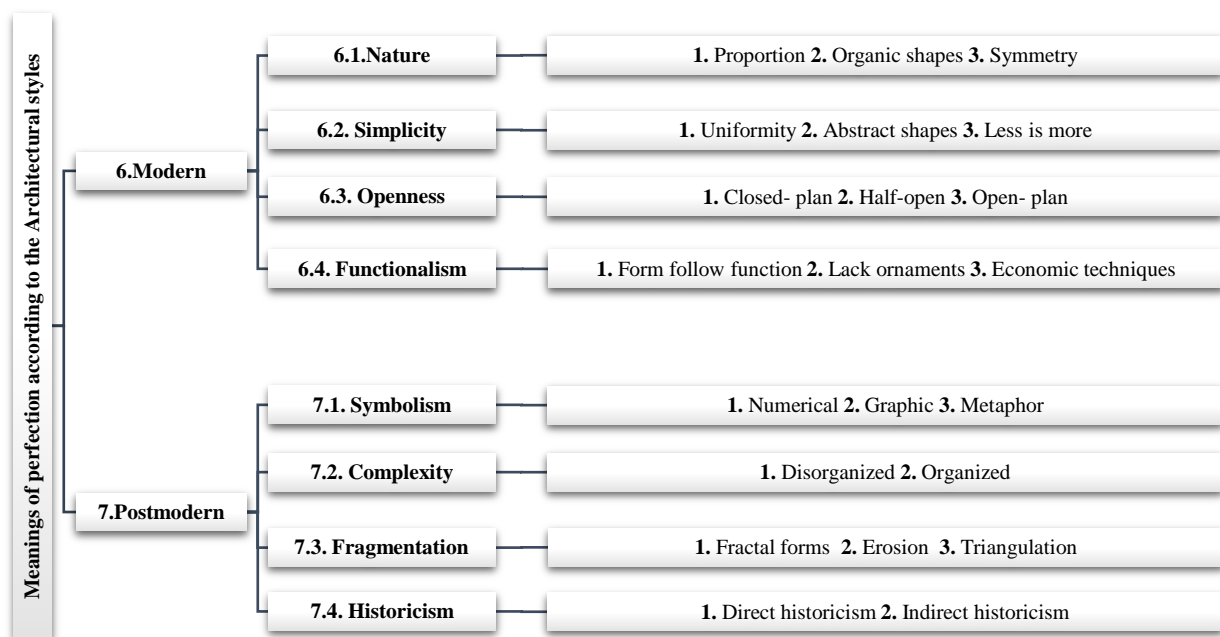 Meanings of perfection according to the Architectural styles
6.Modern
6.1.Nature
1. Proportion 2. Organic shapes 3. Symmetry
6.2. Simplicity
1. Uniformity 2. Abstract shapes 3. Less is more
6.3. Openness
1. Closed- plan 2. Half-open 3. Open- plan
6.4. Functionalism
1. Form follow function 2. Lack ornaments 3. Economic techniques
7.Postmodern
7.1. Symbolism
1. Numerical 2. Graphic 3. Metaphor
7.2. Complexity
1. Disorganized 2. Organized
7.3. Fragmentation
1. Fractal forms 2. Erosion 3. Triangulation
7.4. Historicism
1. Direct historicism 2. Indirect historicism